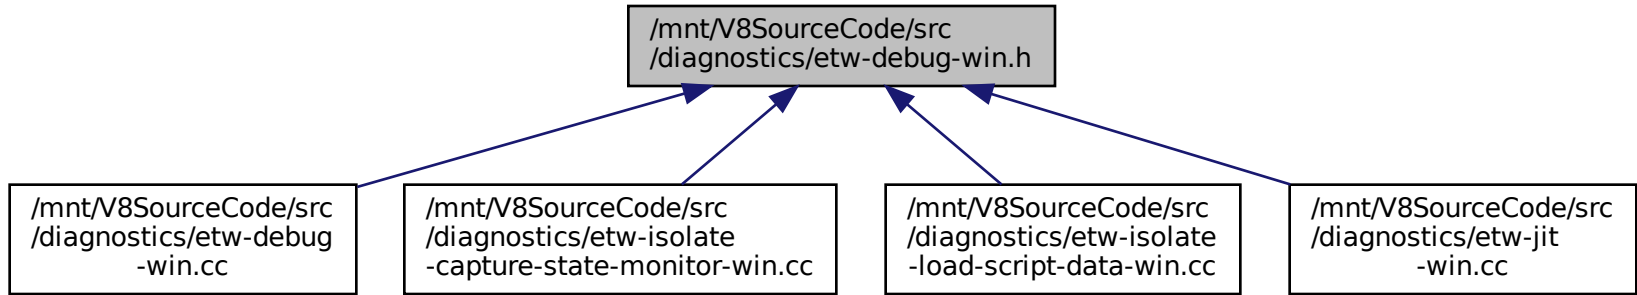 /mnt/V8SourceCode/src
/diagnostics/etw-debug-win.h
/mnt/V8SourceCode/src
/diagnostics/etw-debug
-win.cc
/mnt/V8SourceCode/src
/diagnostics/etw-isolate
-capture-state-monitor-win.cc
/mnt/V8SourceCode/src
/diagnostics/etw-isolate
-load-script-data-win.cc
/mnt/V8SourceCode/src
/diagnostics/etw-jit
-win.cc